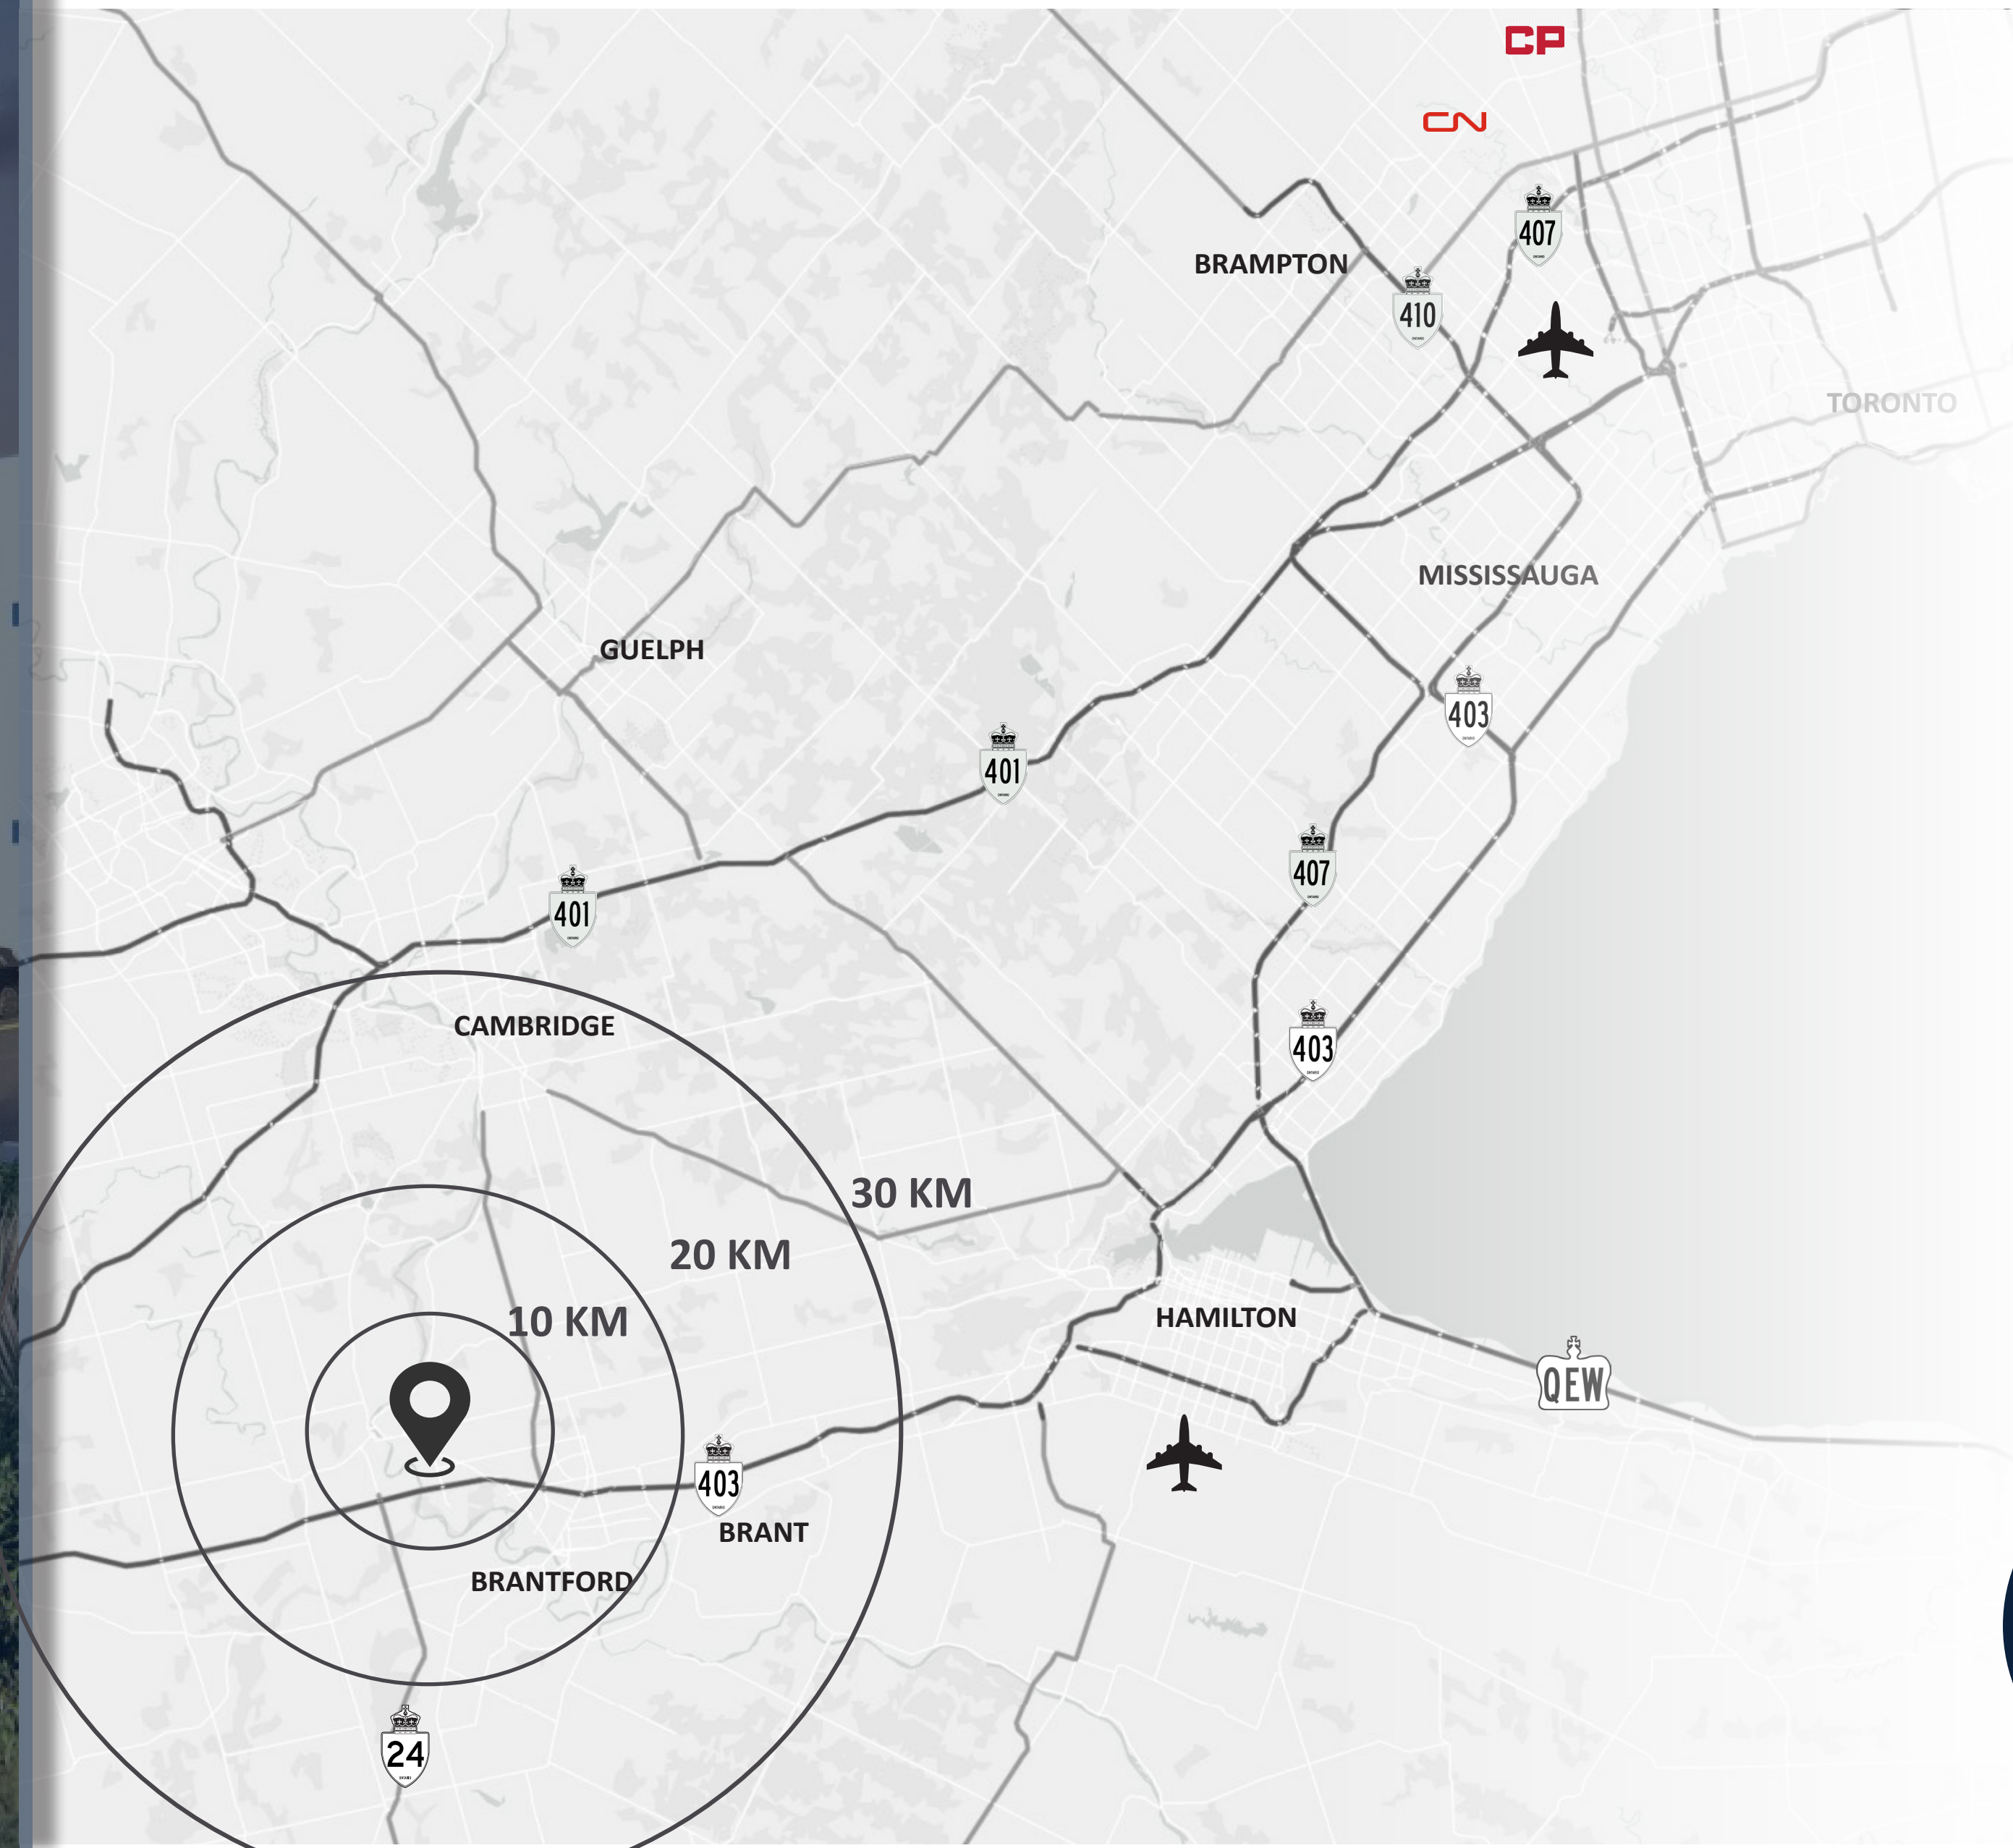 CP
CN
407
BRAMPTON
410
TORONTO
MISSISSAUGA
GUELPH
403
401
407
401
CAMBRIDGE
403
30 KM
20 KM
10 KM
HAMILTON
QEW
403
BRANT
BRANTFORD
24